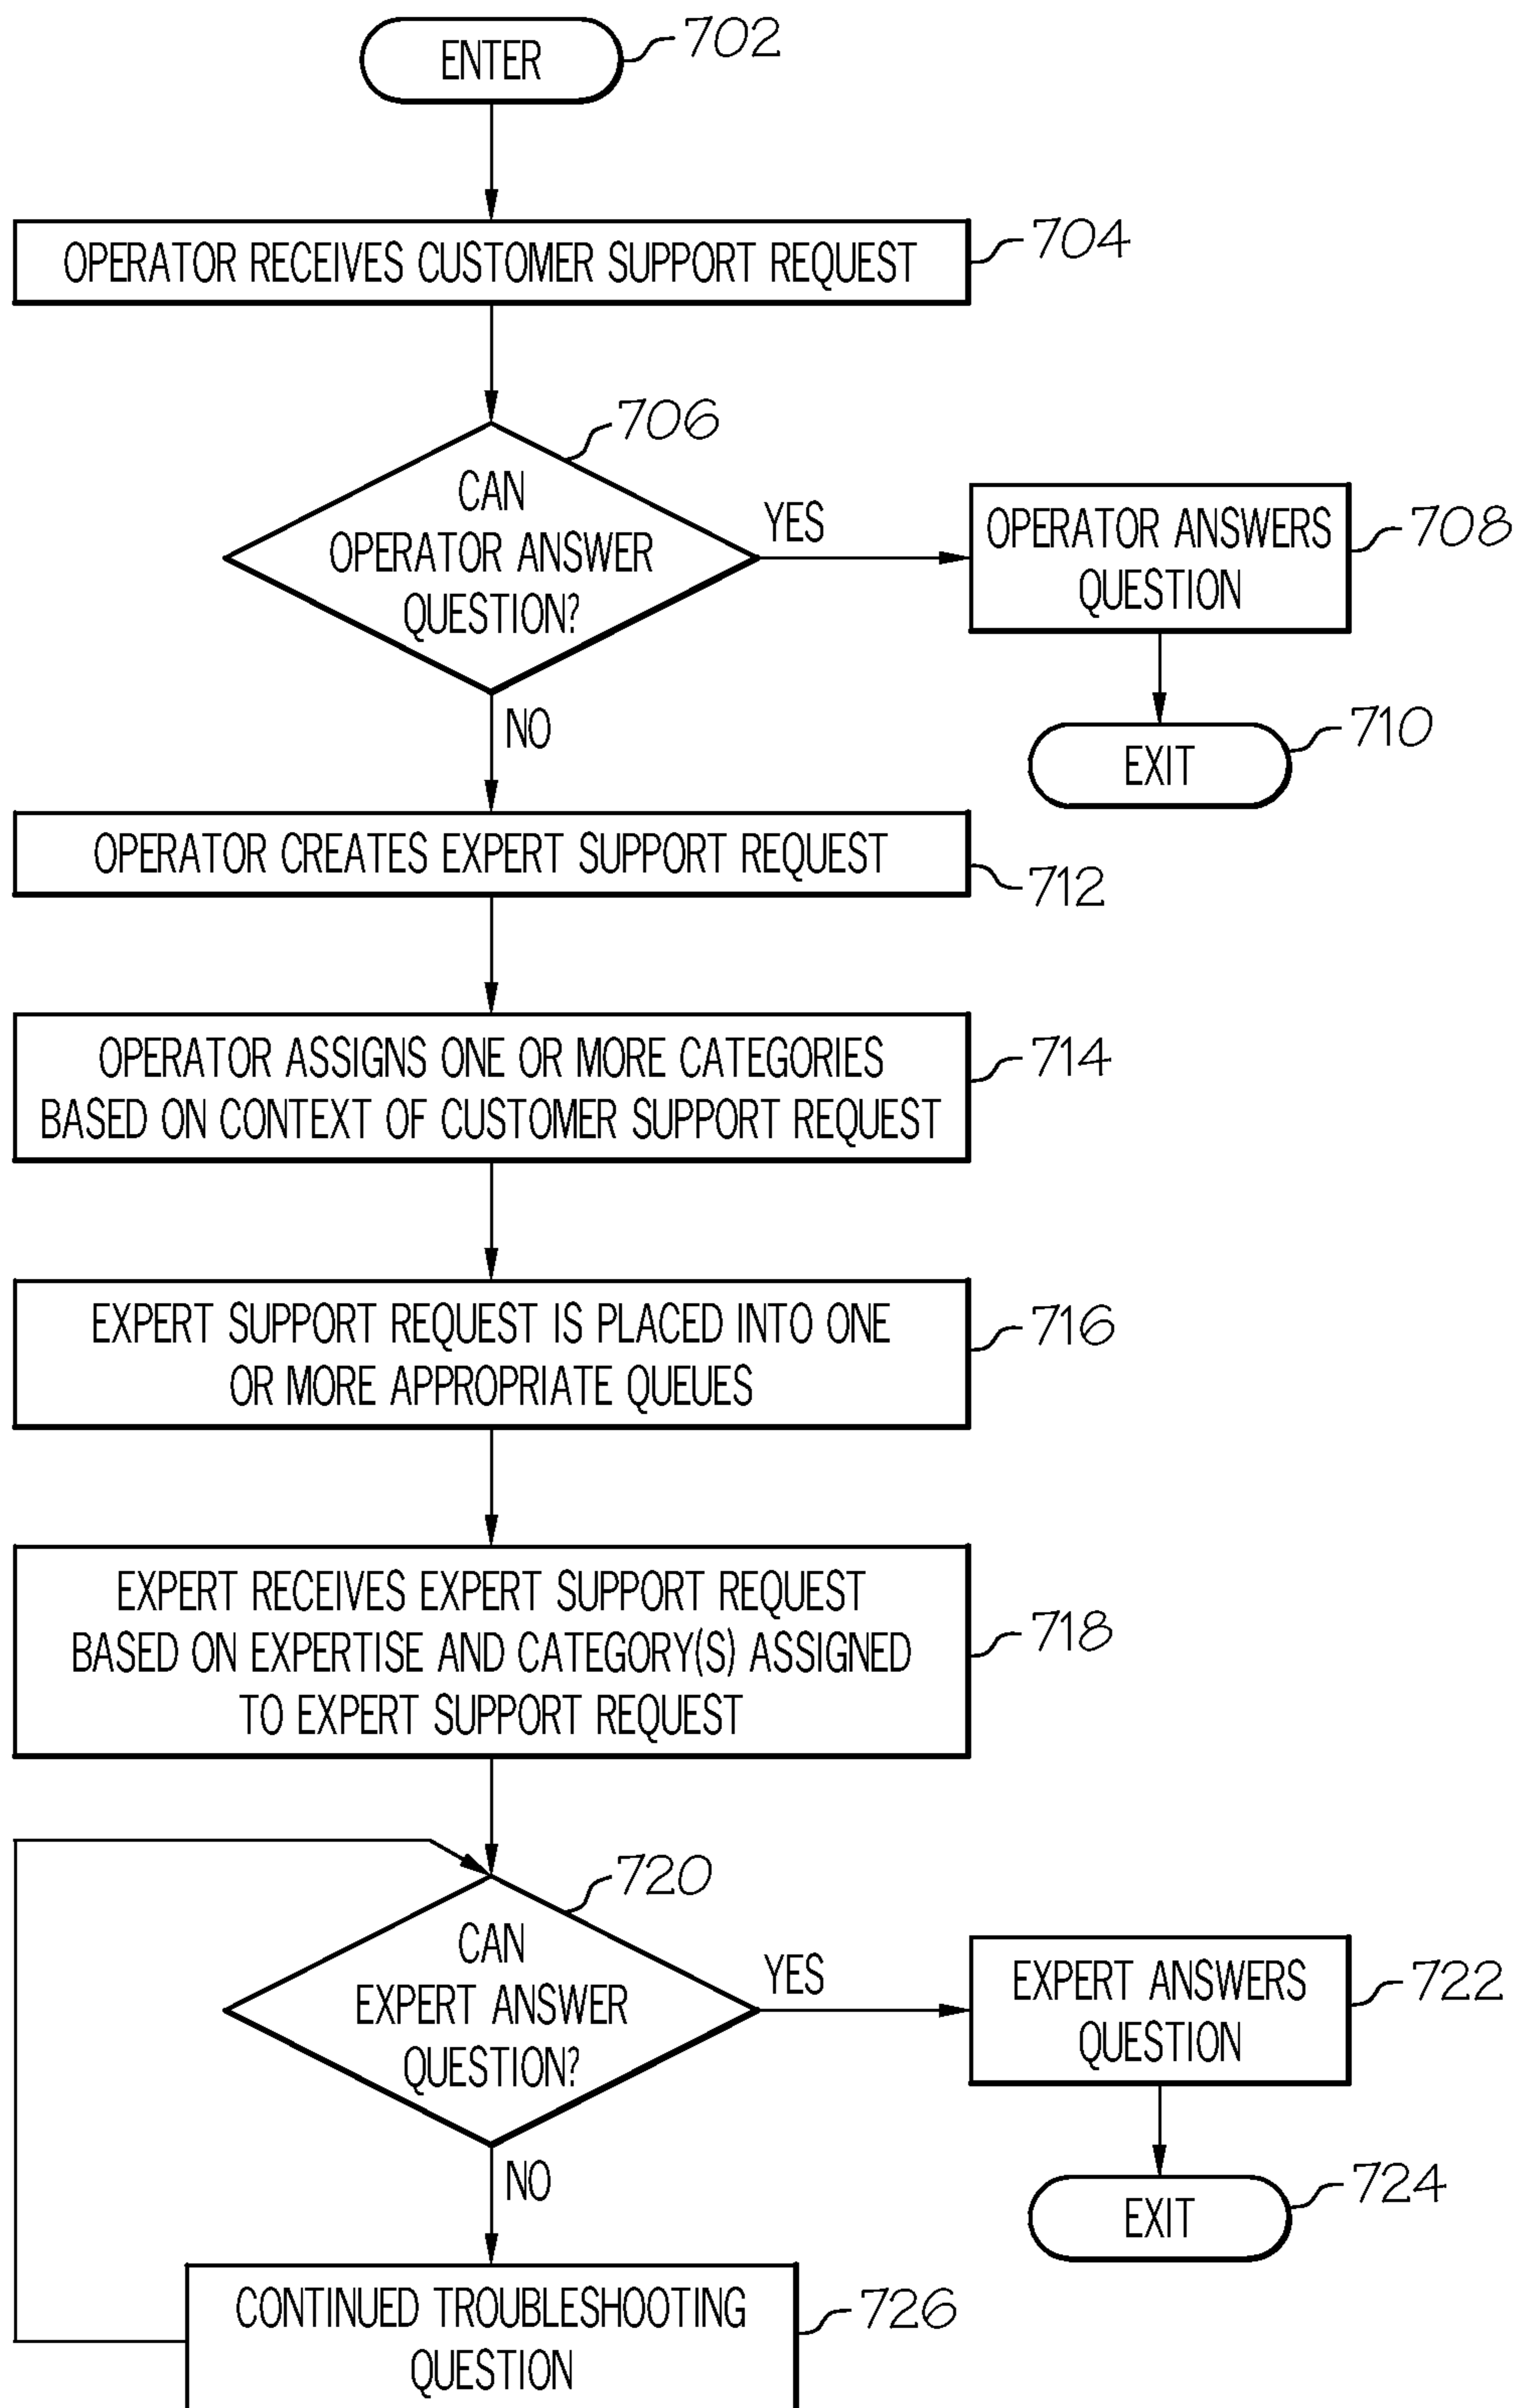 ENTER
702
OPERATOR RECEIVES CUSTOMER SUPPORT REQUEST
704
706
CAN
OPERATOR ANSWER
QUESTION?
YES
OPERATOR ANSWERS
QUESTION
708
NO
EXIT
710
OPERATOR CREATES EXPERT SUPPORT REQUEST
712
OPERATOR ASSIGNS ONE OR MORE CATEGORIES
BASED ON CONTEXT OF CUSTOMER SUPPORT REQUEST
714
EXPERT SUPPORT REQUEST IS PLACED INTO ONE
OR MORE APPROPRIATE QUEUES
716
EXPERT RECEIVES EXPERT SUPPORT REQUEST
BASED ON EXPERTISE AND CATEGORY(S) ASSIGNED
TO EXPERT SUPPORT REQUEST
718
720
CAN
EXPERT ANSWER
QUESTION?
YES
EXPERT ANSWERS
QUESTION
722
NO
EXIT
724
CONTINUED TROUBLESHOOTING
QUESTION
726